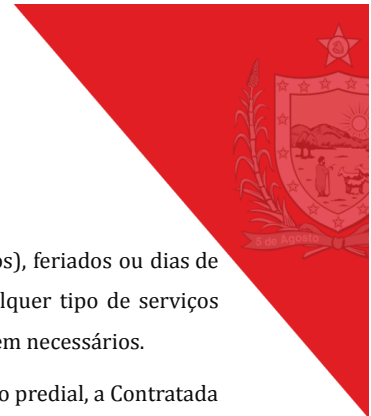 5 de Agosto
os), feriados ou dias de
lquer tipo de serviços
em necessários.
o predial, a Contratada